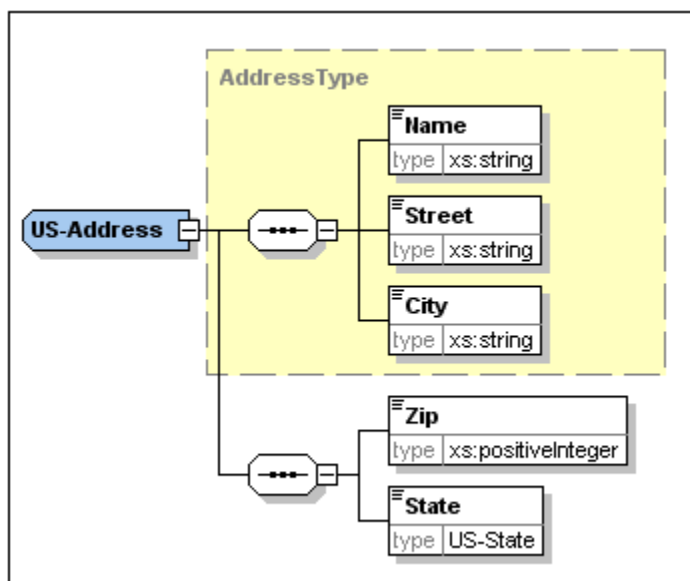 AddressType
Name
type xs:string
US-Address
Street
type xs:string
City
type xs:string
Zip
type xs:positiveInteger
State
type US-State